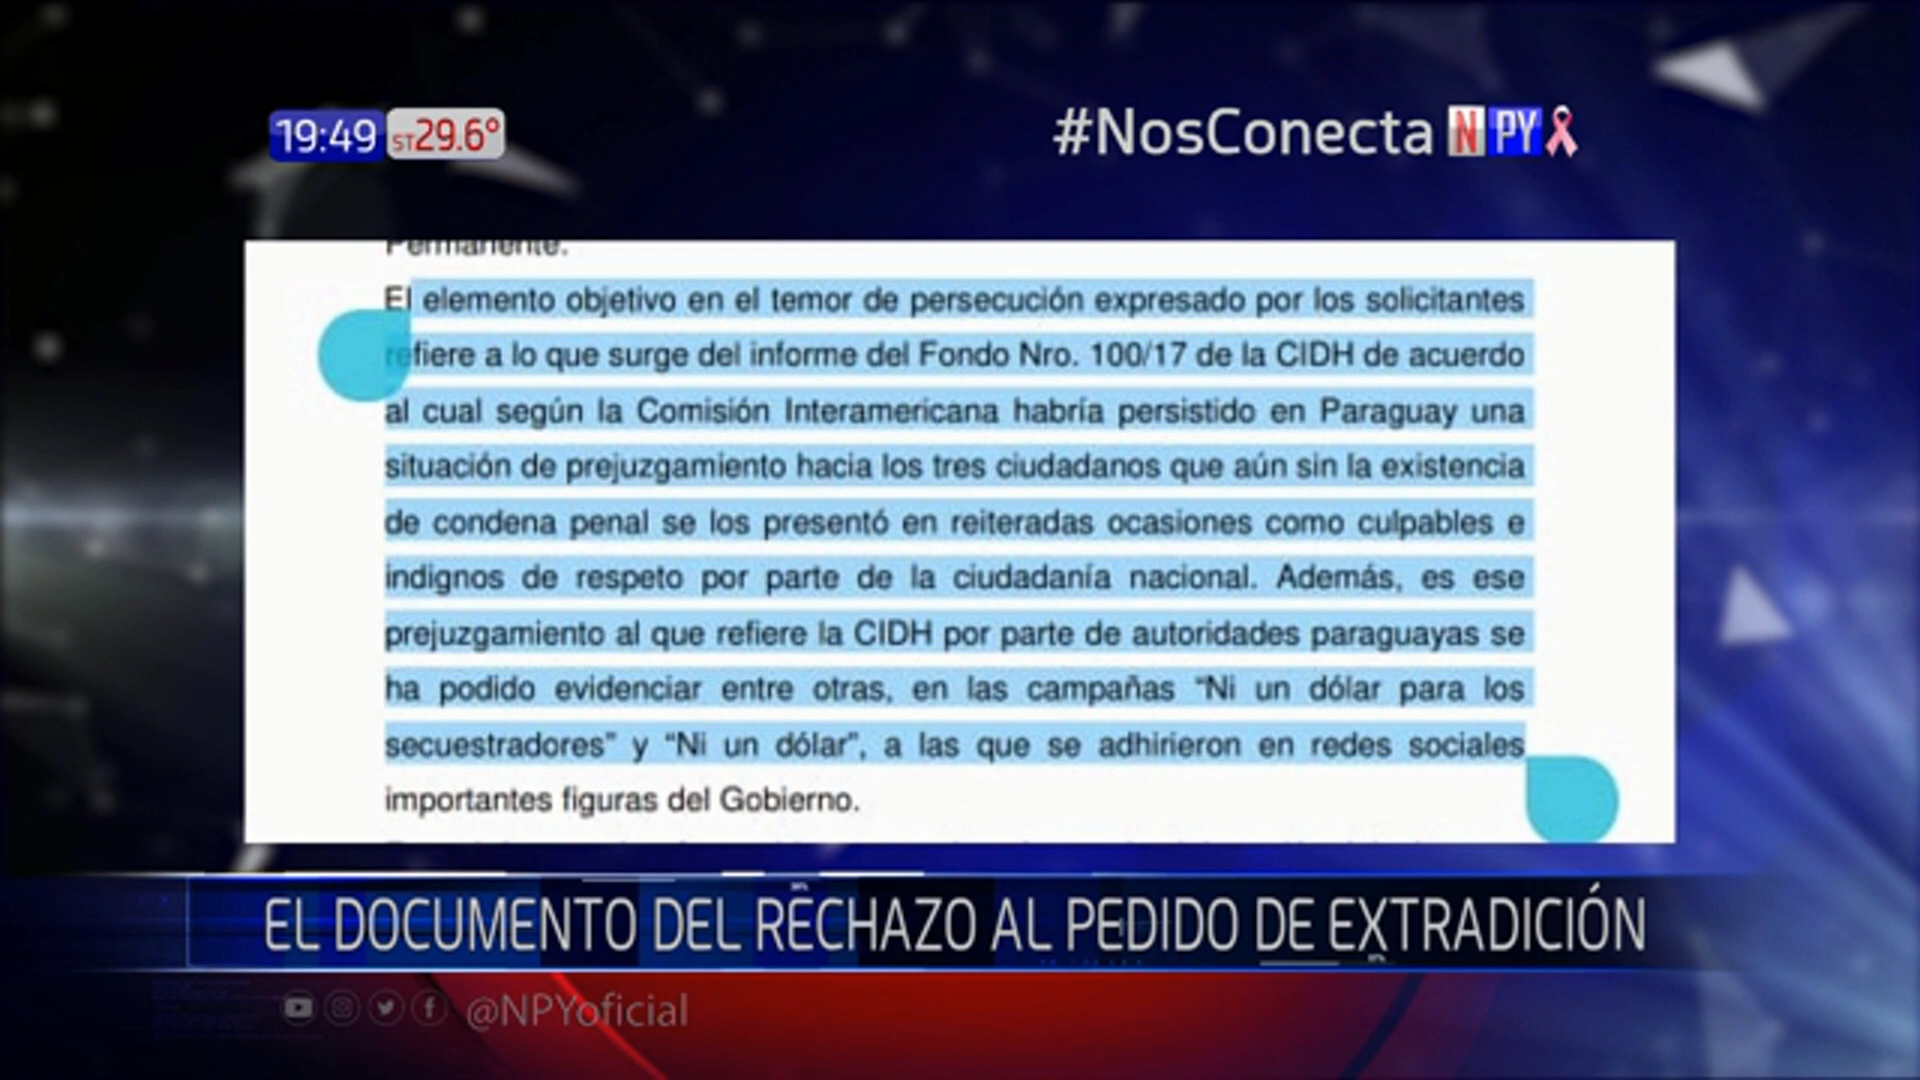 19:49 ST29.6°
#NosConecta NPY
Permanente.
El elemento objetivo en el temor de persecución expresado por los solicitantes
refiere a lo que surge del informe del Fondo Nro. 100/17 de la CIDH de acuerdo
al cual según la Comisión Interamericana habría persistido en Paraguay una
situación de prejuzgamiento hacia los tres ciudadanos que aún sin la existencia
de condena penal se los presentó en reiteradas ocasiones como culpables e
indignos de respeto por parte de la ciudadanía nacional. Además, es ese
prejuzgamiento al que refiere la CIDH por parte de autoridades paraguayas se
ha podido evidenciar entre otras, en las campañas “Ni un dólar para los
secuestradores” y “Ni un dólar”, a las que se adhirieron en redes sociales
importantes figuras del Gobierno.
EL DOCUMENTO DEL RECHAZO AL PEDIDO DE EXTRADICIÓN
@NPYoficial